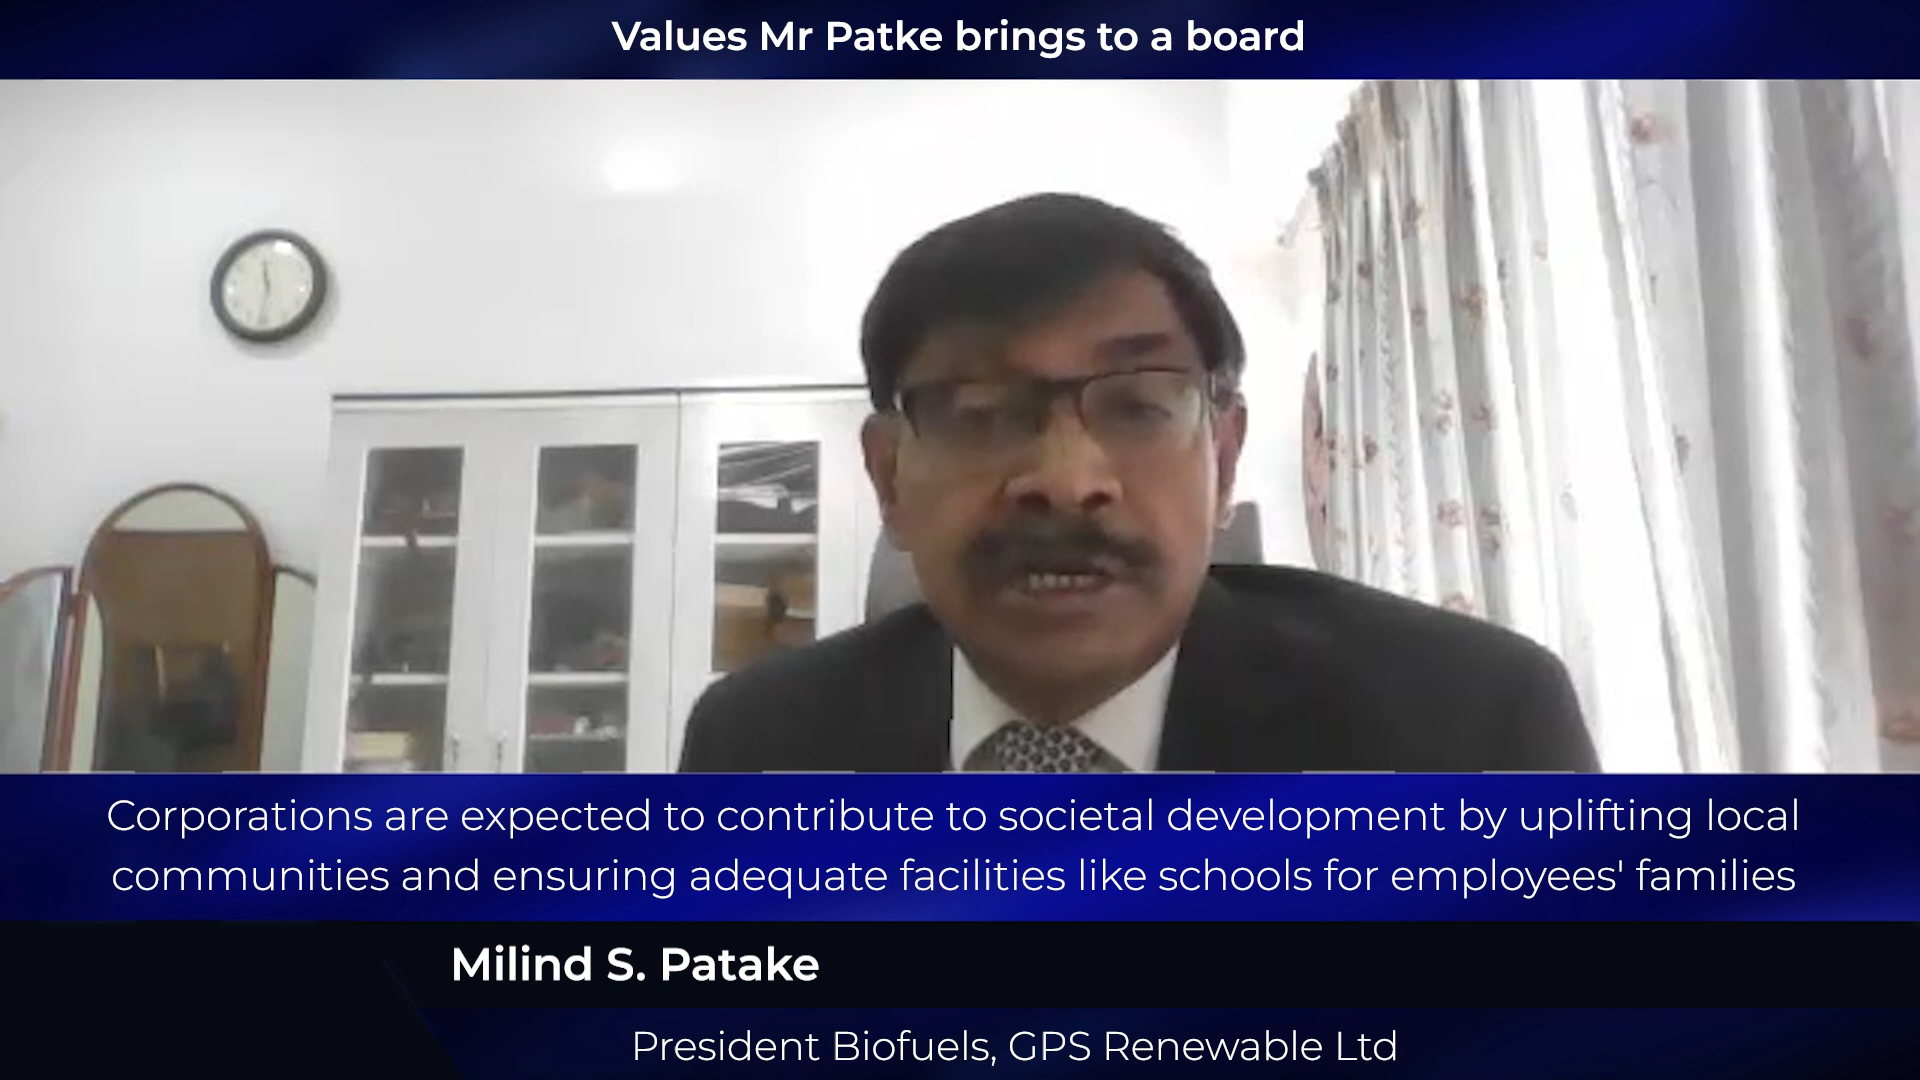 Values Mr Patke brings to a board
Corporations are expected to contribute to societal development by uplifting local
communities and ensuring adequate facilities like schools for employees' families
Milind S. Patake
President Biofuels, GPS Renewable Ltd